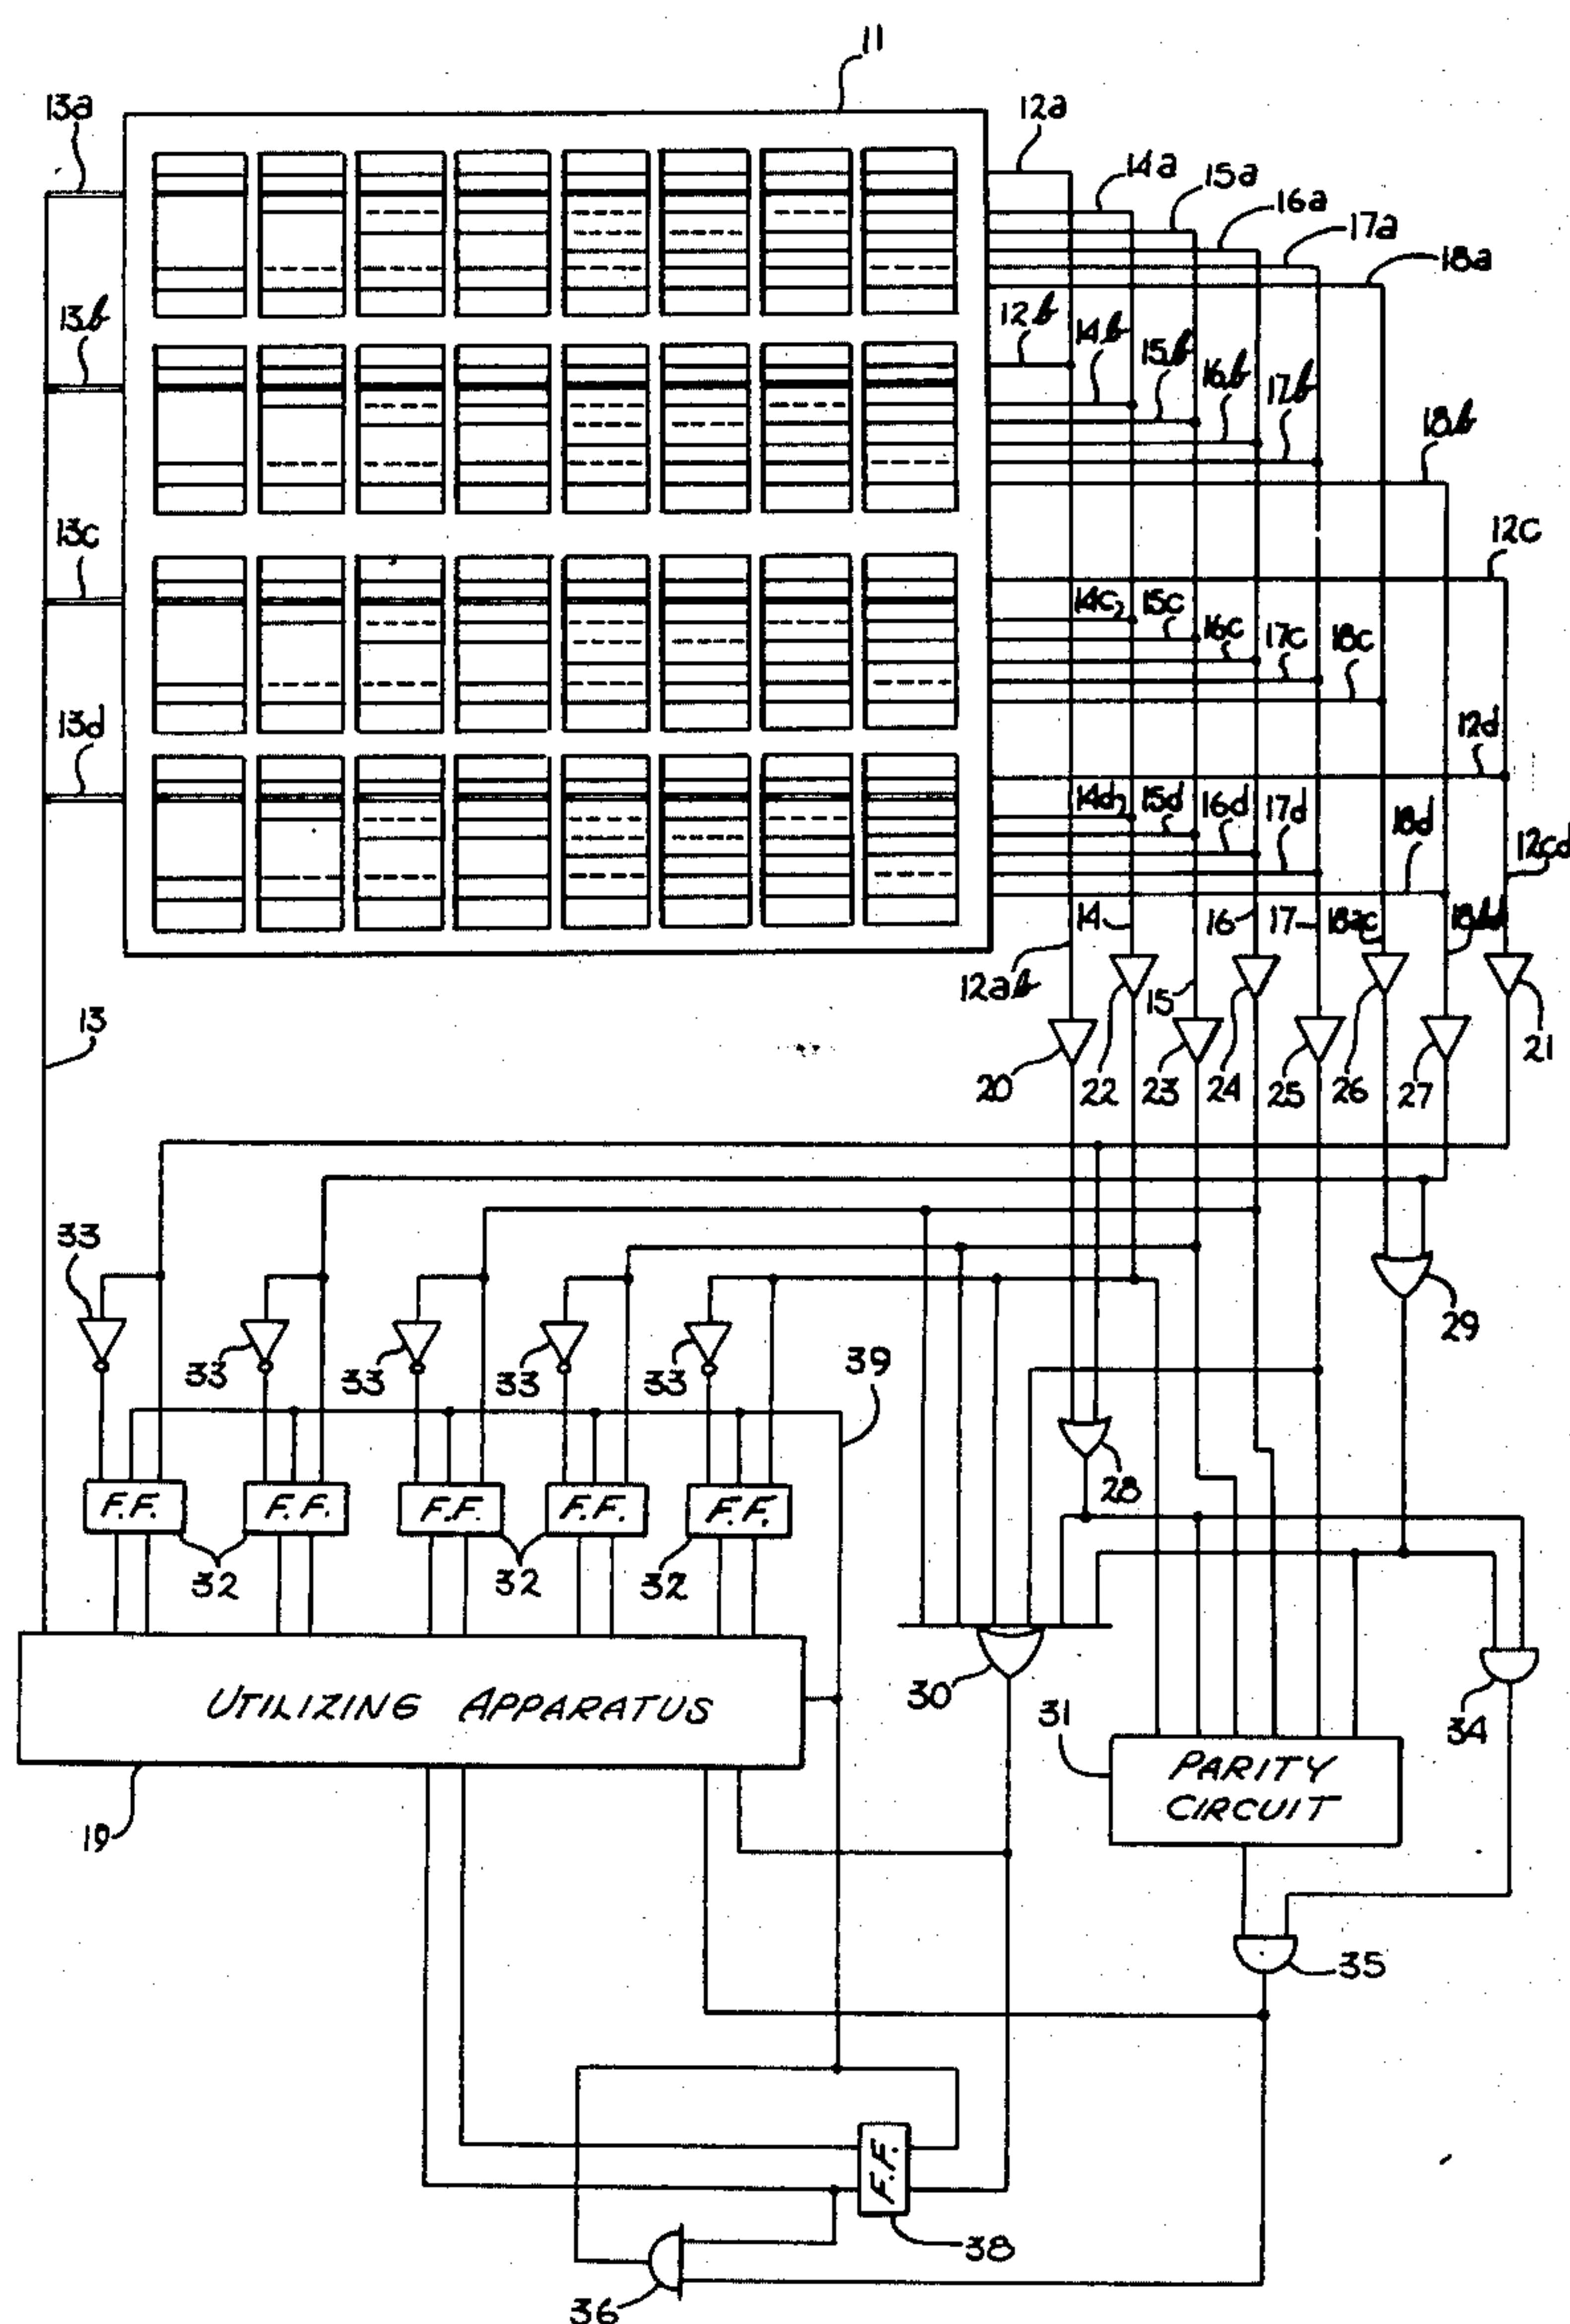 11
13a
12a
14a
15a
16a
17a
18a
13b
12b
14b
15b
16b
17b
18b
13c
12c
14c
15c
16c
17c
18c
13d
12d
14d
15d
16d
17d
18d
12cd
14
16
17
18ac
18bd
12ab
15
13
20
22
23
24
25
26
27
21
33
33
33
33
33
39
29
28
F.F.
F.F.
F.F.
F.F.
F.F.
32
32
32
UTILIZING APPARATUS
30
31
34
PARITY
CIRCUIT
19
35
F.F.
38
36